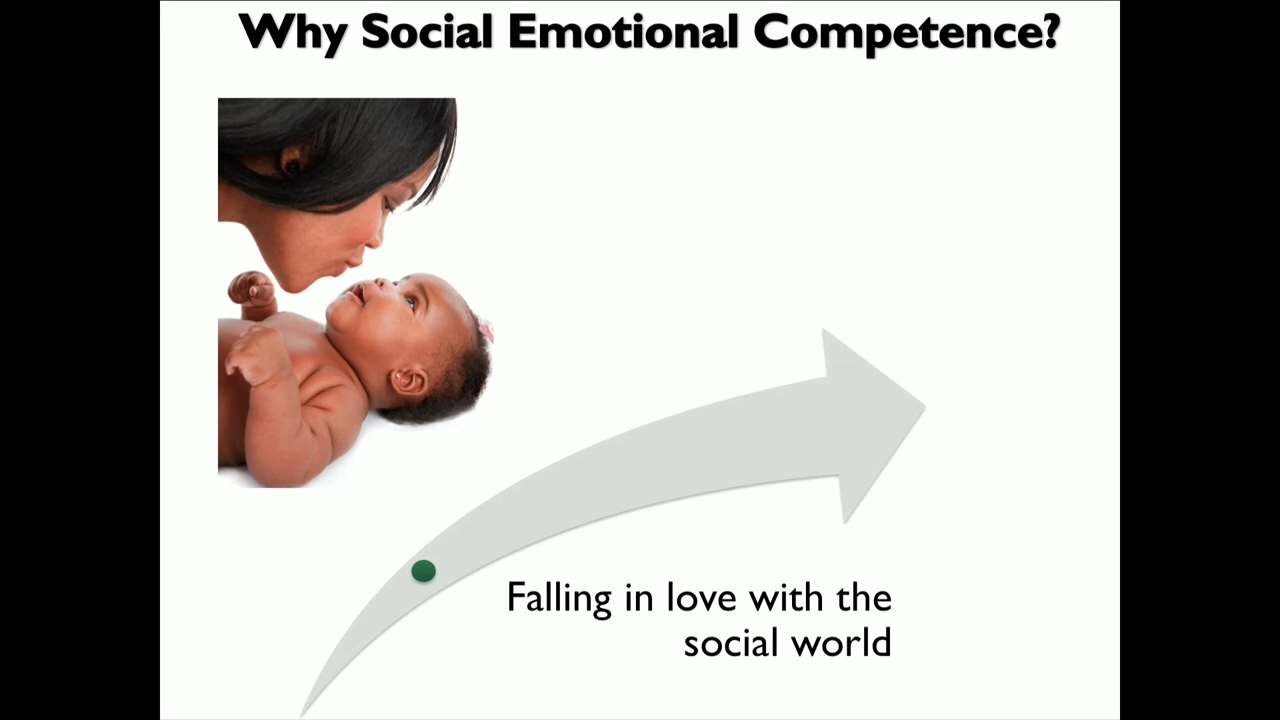 Why Social Emotional Competence?
Falling in love with the
social world